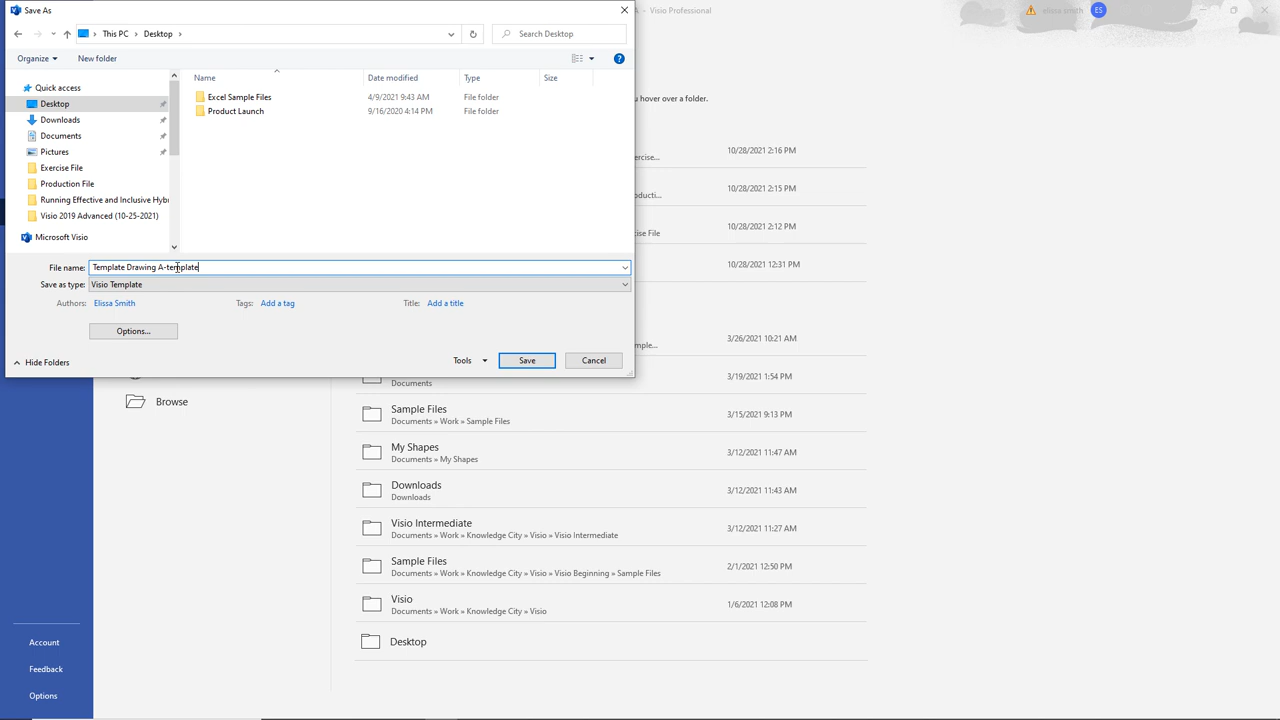 Save As
A - Visio Professional
elissa smith
ES
This PC
Desktop
Search Desktop
Organize
New folder
Name
Date modified
Type
Size
Quick access
Desktop
Downloads
Documents
Pictures
Exercise File
Production File
Running Effective and Inclusive Hybr
Visio 2019 Advanced (10-25-2021)
Microsoft Visio
Excel Sample Files 4/9/2021 9:43 AM File folder
Product Launch 9/16/2020 4:14 PM File folder
File name: Template Drawing A-template
Save as type: Visio Template
Authors: Elissa Smith
Tags: Add a tag
Title: Add a title
Options...
Hide Folders
Tools
Save
Cancel
u hover over a folder.
10/28/2021 2:16 PM
ercise...
10/28/2021 2:15 PM
oducti...
10/28/2021 2:12 PM
cise File
10/28/2021 12:31 PM
3/26/2021 10:21 AM
mple...
3/19/2021 1:54 PM
Documents
Browse
Sample Files 3/15/2021 9:13 PM
Documents » Work » Sample Files
My Shapes 3/12/2021 11:47 AM
Documents » My Shapes
Downloads 3/12/2021 11:43 AM
Downloads
Visio Intermediate 3/12/2021 11:27 AM
Documents » Work » Knowledge City » Visio » Visio Intermediate
Sample Files 2/1/2021 12:50 PM
Documents » Work » Knowledge City » Visio » Visio Beginning » Sample Files
Visio 1/6/2021 12:08 PM
Documents » Work » Knowledge City » Visio
Desktop
Account
Feedback
Options